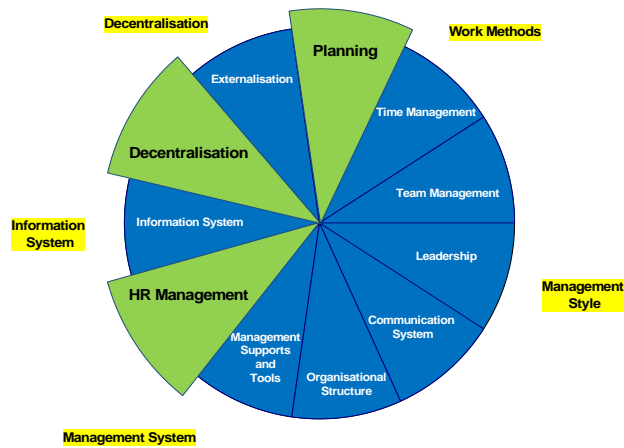 Decentralisation
Work Methods
Planning
Externalisation
Time Management
Decentralisation
Team Management
Information System
Information
System
Leadership
HR Management
Management
Style
Communication
System
Management
Supports
and
Tools
Organisational
Structure
Management System